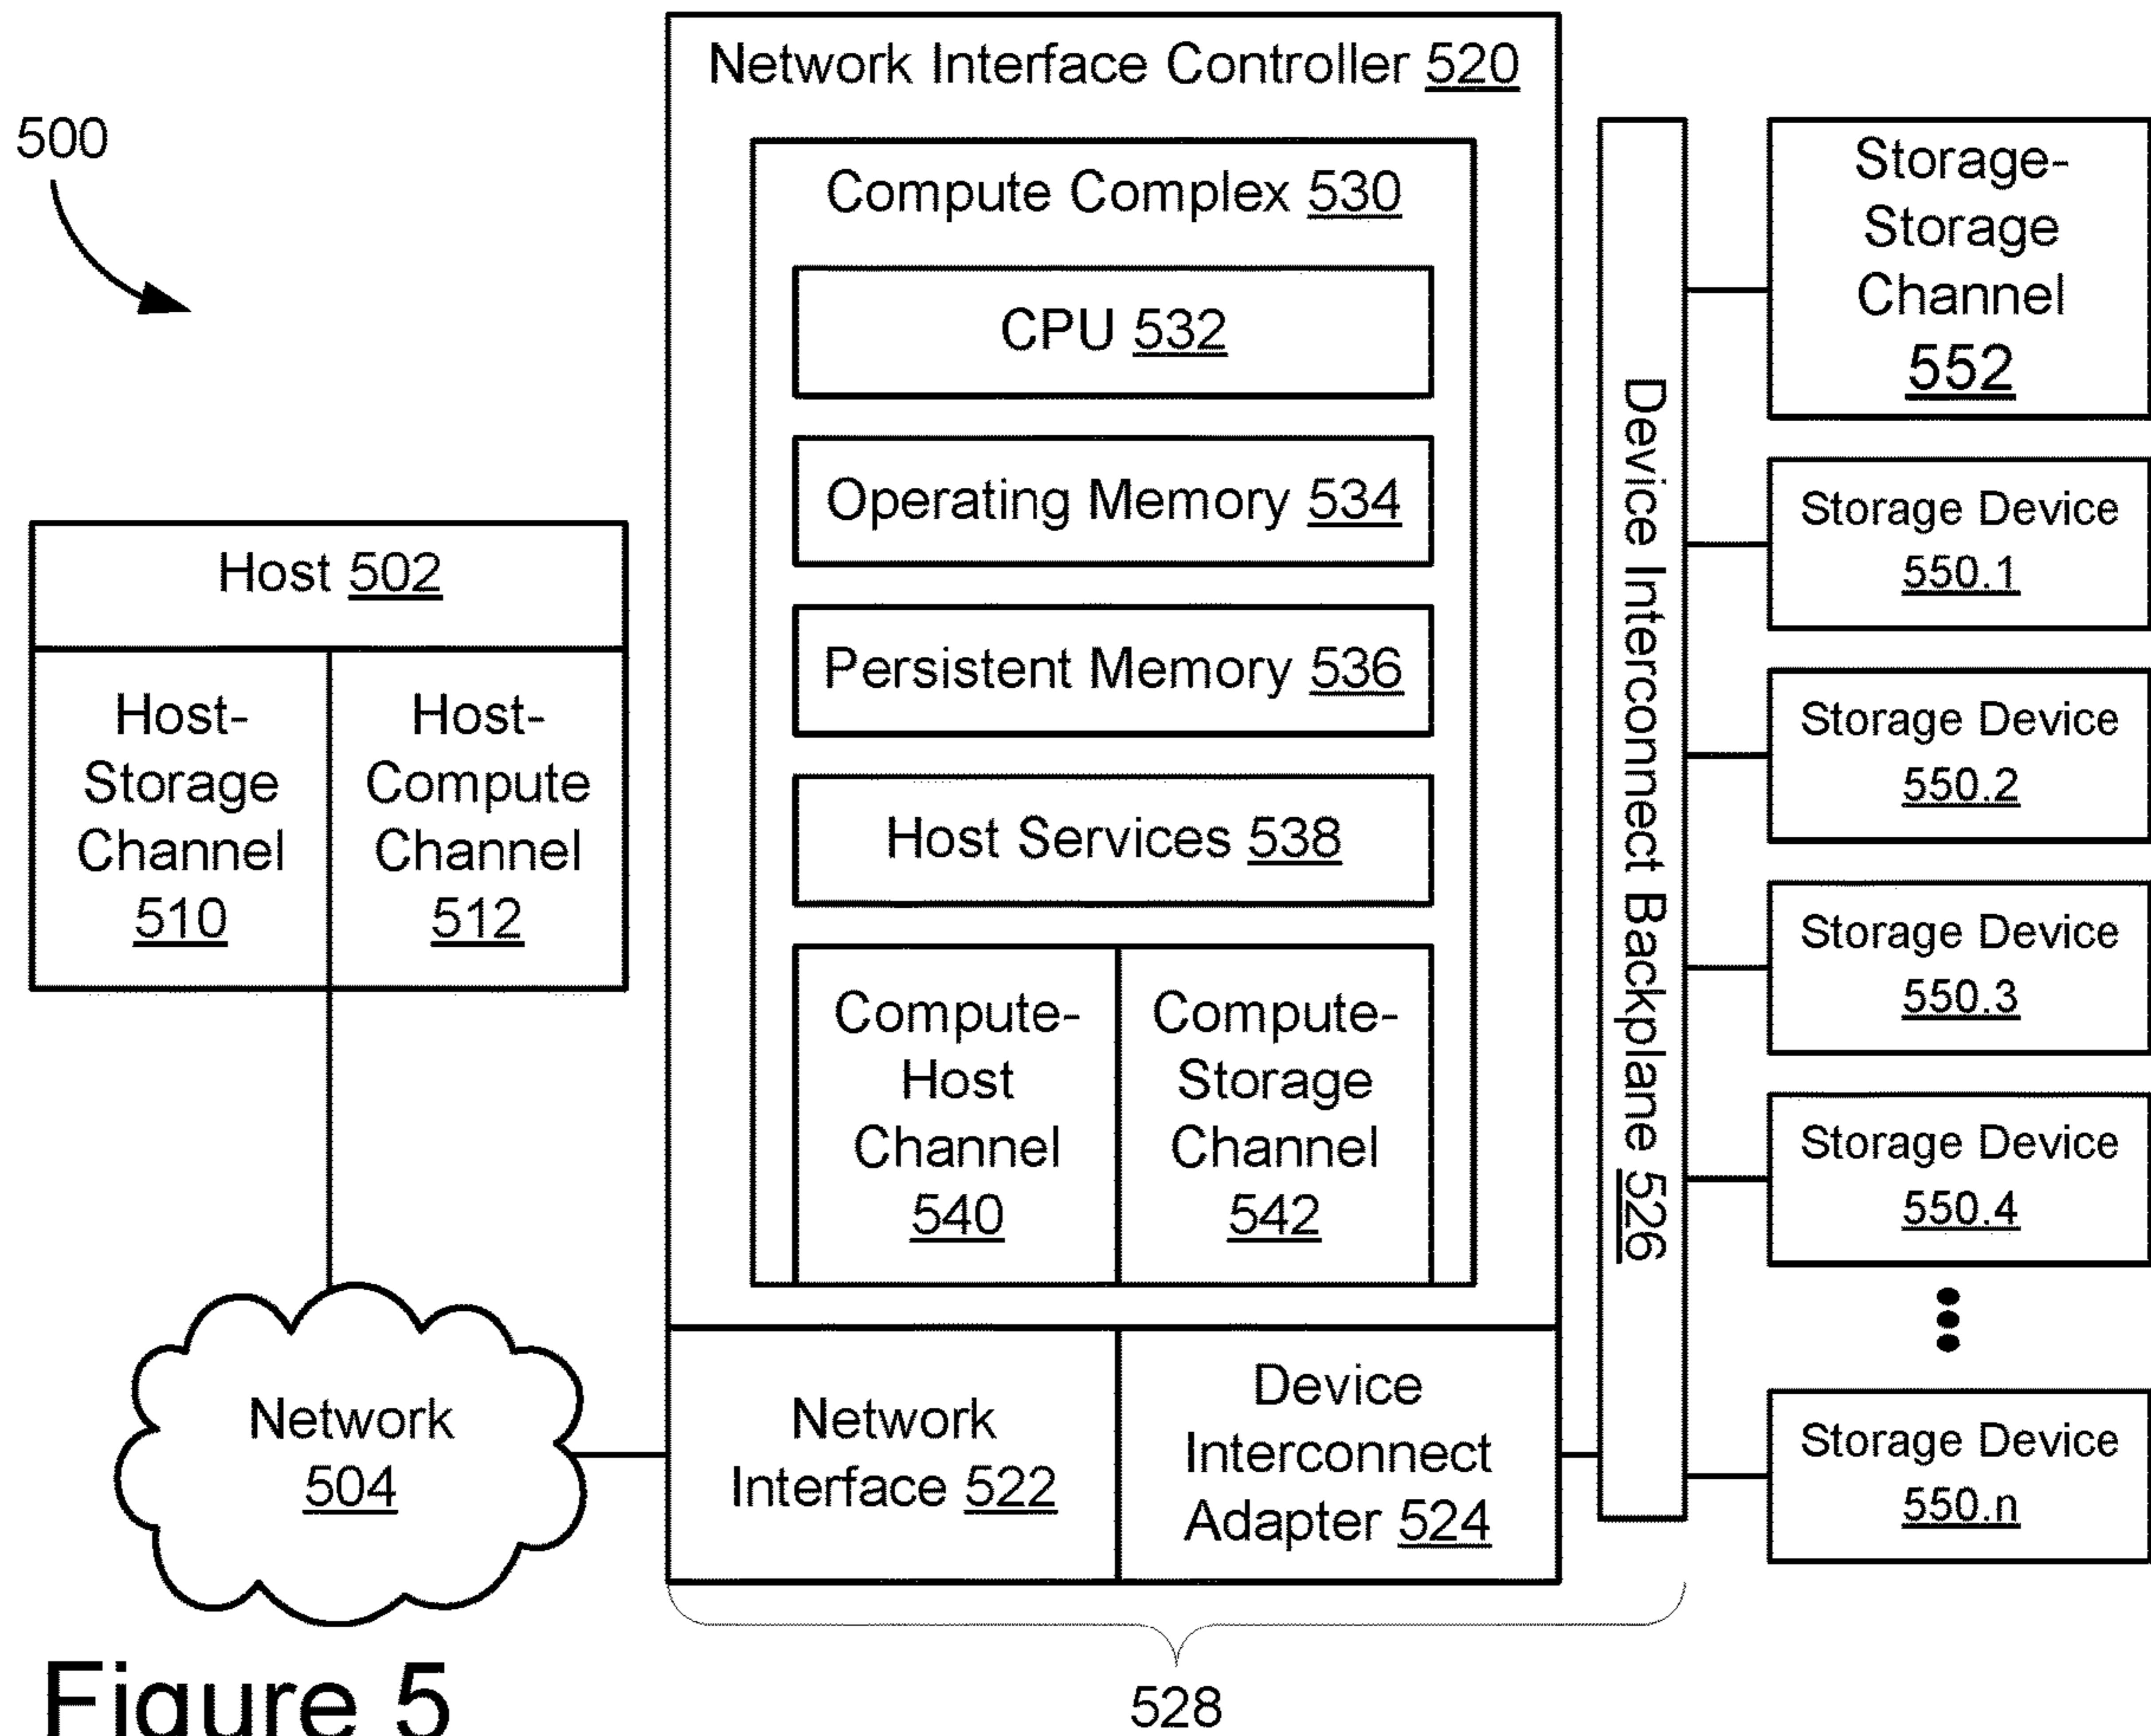 500
Host 502
Host-
Storage
Channel
510
Host-
Compute
Channel
512
Network
504
Network Interface Controller 520
Compute Complex 530
CPU 532
Operating Memory 534
Persistent Memory 536
Host Services 538
Compute-
Host
Channel
540
Compute-
Storage
Channel
542
Network
Interface 522
Device
Interconnect
Adapter 524
528
Device Interconnect Backplane 526
Storage-
Storage
Channel
552
Storage Device
550.1
Storage Device
550.2
Storage Device
550.3
Storage Device
550.4
Storage Device
550.n
Figure 5